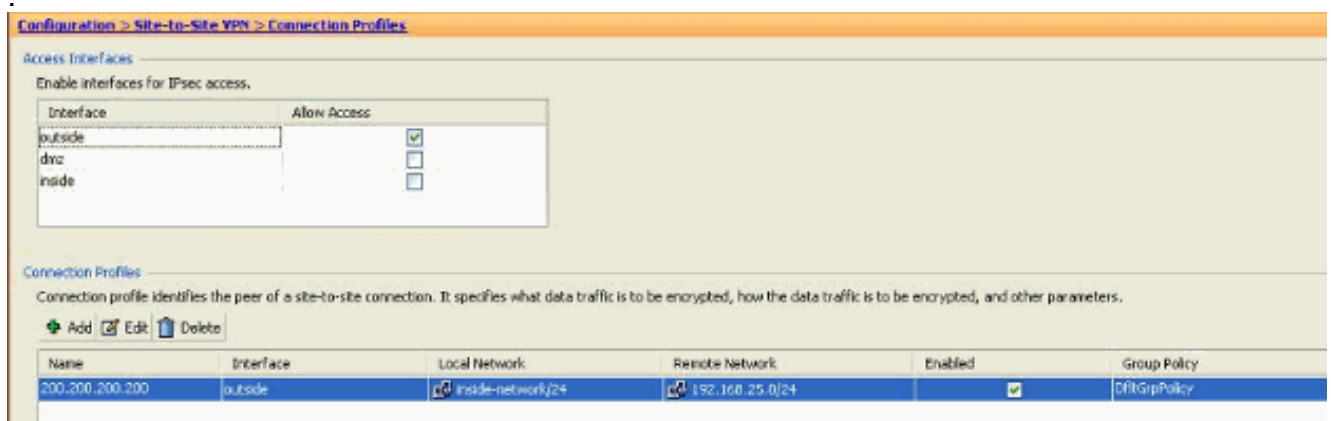 .
Configuration > Site-to-Site VPN > Connection Profiles
Access Interfaces
Enable interfaces for IPsec access.
Interface Allow Access
outside
dmz
inside
Connection Profiles
Connection profile identifies the peer of a site-to-site connection. It specifies what data traffic is to be encrypted, how the data traffic is to be encrypted, and other parameters.
Add Edit Delete
Name Interface Local Network Remote Network Enabled Group Policy
200.200.200.200 outside inside-network/24 192.168.25.0/24 DfltGrpPolicy